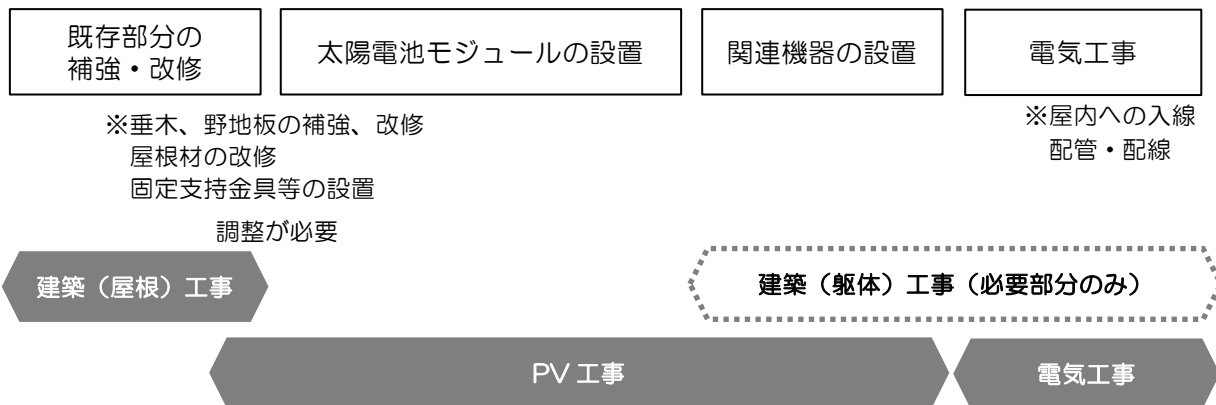 既存部分の
補強・改修
太陽電池モジュールの設置
関連機器の設置
電気工事
※垂木、野地板の補強、改修
屋根材の改修
固定支持金具等の設置
※屋内への入線
配管・配線
調整が必要
建築（屋根）工事
建築（躯体）工事（必要部分のみ）
PV 工事
電気工事